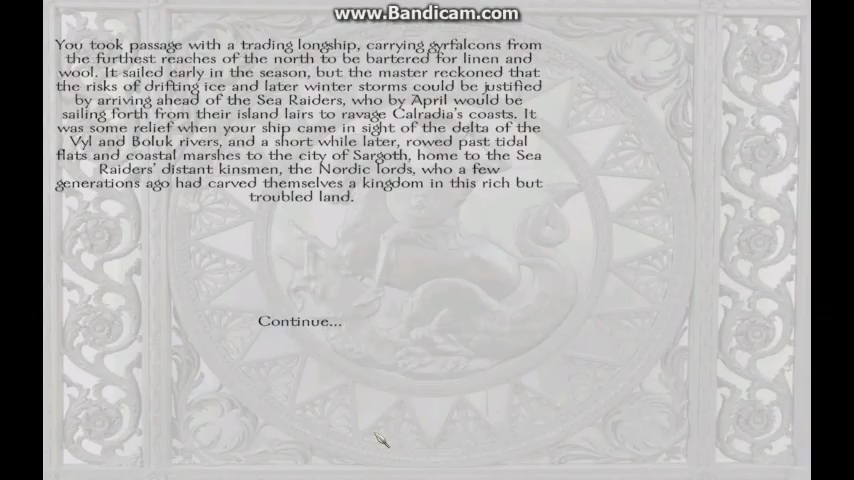 www.Bandicam.com
You took passage with a trading longship, carrying gyrfalcons from
the furthest reaches of the north to be bartered for linen and
wool. It sailed early in the season, but the master reckoned that
the risks of drifting ice and later winter storms could be justified
by arriving ahead of the Sea Raiders, who by April would be
sailing forth from their island lairs to ravage Calradia's coasts. It
was some relief when your ship came in sight of the delta of the
Vyl and Boluk rivers, and a short while later, rowed past tidal
flats and coastal marshes to the city of Sargoth, home to the Sea
Raiders' distant kinsmen, the Nordic lords, who a few
generations ago had carved themselves a kingdom in this rich but
troubled land.
Continue...